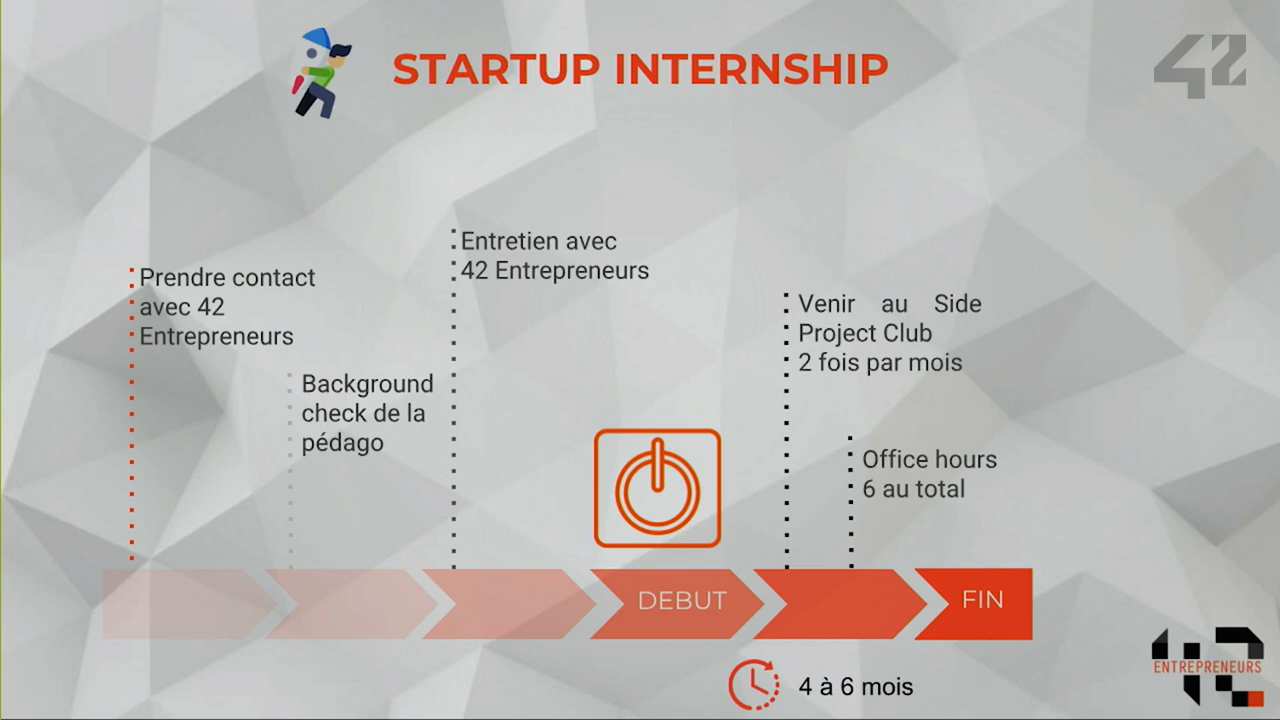 STARTUP INTERNSHIP
42
Entretien avec
42 Entrepreneurs
Prendre contact
avec 42
Entrepreneurs
Venir au Side
Project Club
2 fois par mois
Background
check de la
pédago
Office hours
6 au total
DEBUT
FIN
4 à 6 mois
42
ENTREPRENEURS